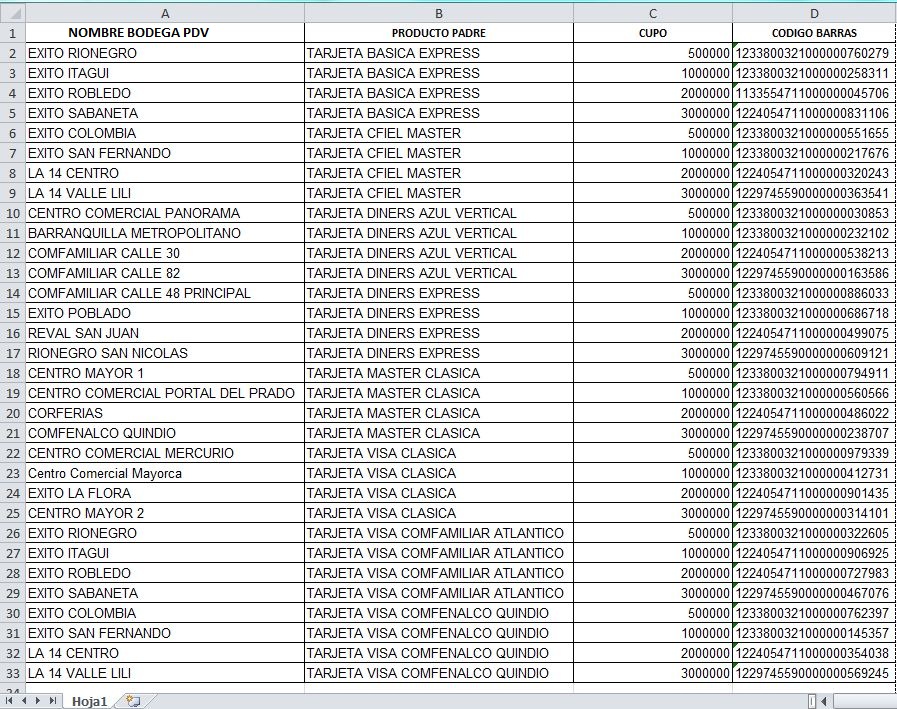 A B C D
1 NOMBRE BODEGA PDV PRODUCTO PADRE CUPO CODIGO BARRAS
2 EXITO RIONEGRO TARJETA BASICA EXPRESS 500000 1233800321000000760279
3 EXITO ITAGUI TARJETA BASICA EXPRESS 1000000 1233800321000000258311
4 EXITO ROBLEDO TARJETA BASICA EXPRESS 2000000 1133554711000000045706
5 EXITO SABANETA TARJETA BASICA EXPRESS 3000000 1224054711000000831106
6 EXITO COLOMBIA TARJETA CFIEL MASTER 500000 1233800321000000551655
7 EXITO SAN FERNANDO TARJETA CFIEL MASTER 1000000 1233800321000000217676
8 LA 14 CENTRO TARJETA CFIEL MASTER 2000000 1224054711000000320243
9 LA 14 VALLE LILI TARJETA CFIEL MASTER 3000000 1229745590000000363541
10 CENTRO COMERCIAL PANORAMA TARJETA DINERS AZUL VERTICAL 500000 1233800321000000030853
11 BARRANQUILLA METROPOLITANO TARJETA DINERS AZUL VERTICAL 1000000 1233800321000000232102
12 COMFAMILIAR CALLE 30 TARJETA DINERS AZUL VERTICAL 2000000 1224054711000000538213
13 COMFAMILIAR CALLE 82 TARJETA DINERS AZUL VERTICAL 3000000 1229745590000000163586
14 COMFAMILIAR CALLE 48 PRINCIPAL TARJETA DINERS EXPRESS 500000 1233800321000000886033
15 EXITO POBLADO TARJETA DINERS EXPRESS 1000000 1233800321000000686718
16 REVAL SAN JUAN TARJETA DINERS EXPRESS 2000000 1224054711000000499075
17 RIONEGRO SAN NICOLAS TARJETA DINERS EXPRESS 3000000 1229745590000000609121
18 CENTRO MAYOR 1 TARJETA MASTER CLASICA 500000 1233800321000000794911
19 CENTRO COMERCIAL PORTAL DEL PRADO TARJETA MASTER CLASICA 1000000 1233800321000000560566
20 CORFERIAS TARJETA MASTER CLASICA 2000000 1224054711000000486022
21 COMFENALCO QUINDIO TARJETA MASTER CLASICA 3000000 1229745590000000238707
22 CENTRO COMERCIAL MERCURIO TARJETA VISA CLASICA 500000 1233800321000000979339
23 Centro Comercial Mayorca TARJETA VISA CLASICA 1000000 1233800321000000412731
24 EXITO LA FLORA TARJETA VISA CLASICA 2000000 1224054711000000901435
25 CENTRO MAYOR 2 TARJETA VISA CLASICA 3000000 1229745590000000314101
26 EXITO RIONEGRO TARJETA VISA COMFAMILIAR ATLANTICO 500000 1233800321000000322605
27 EXITO ITAGUI TARJETA VISA COMFAMILIAR ATLANTICO 1000000 1224054711000000906925
28 EXITO ROBLEDO TARJETA VISA COMFAMILIAR ATLANTICO 2000000 1224054711000000727983
29 EXITO SABANETA TARJETA VISA COMFAMILIAR ATLANTICO 3000000 1229745590000000467076
30 EXITO COLOMBIA TARJETA VISA COMFENALCO QUINDIO 500000 1233800321000000762397
31 EXITO SAN FERNANDO TARJETA VISA COMFENALCO QUINDIO 1000000 1233800321000000145357
32 LA 14 CENTRO TARJETA VISA COMFENALCO QUINDIO 2000000 1224054711000000354038
33 LA 14 VALLE LILI TARJETA VISA COMFENALCO QUINDIO 3000000 1229745590000000569245
Hoja1